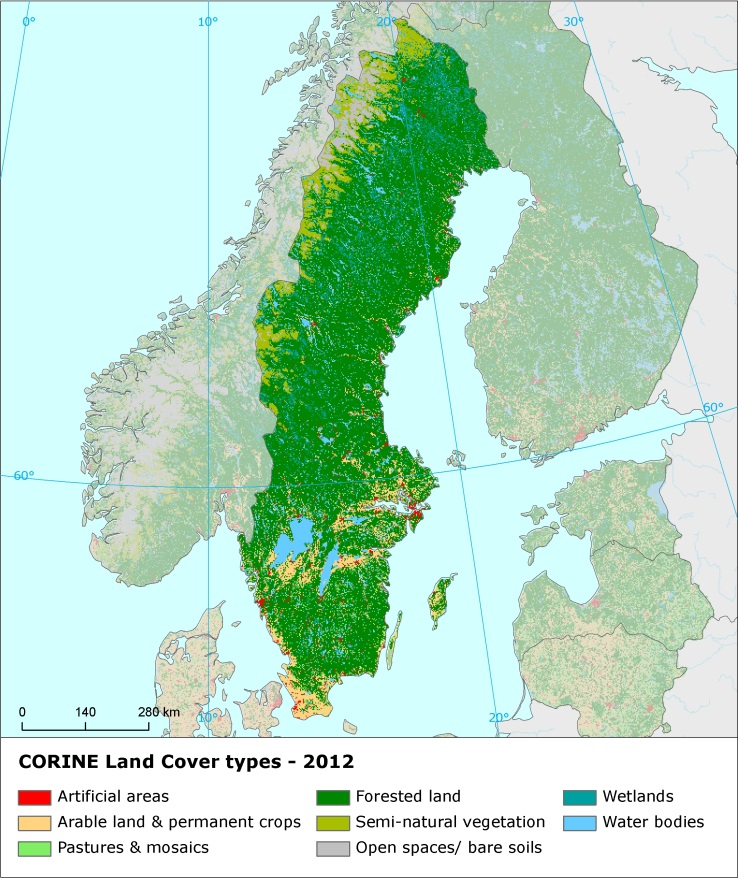 0° 10° 20° 30°
60°
60°
0 140 280 km
10° 20°
CORINE Land Cover types - 2012
Artificial areas Forested land Wetlands
Arable land & permanent crops Semi-natural vegetation Water bodies
Pastures & mosaics Open spaces/ bare soils